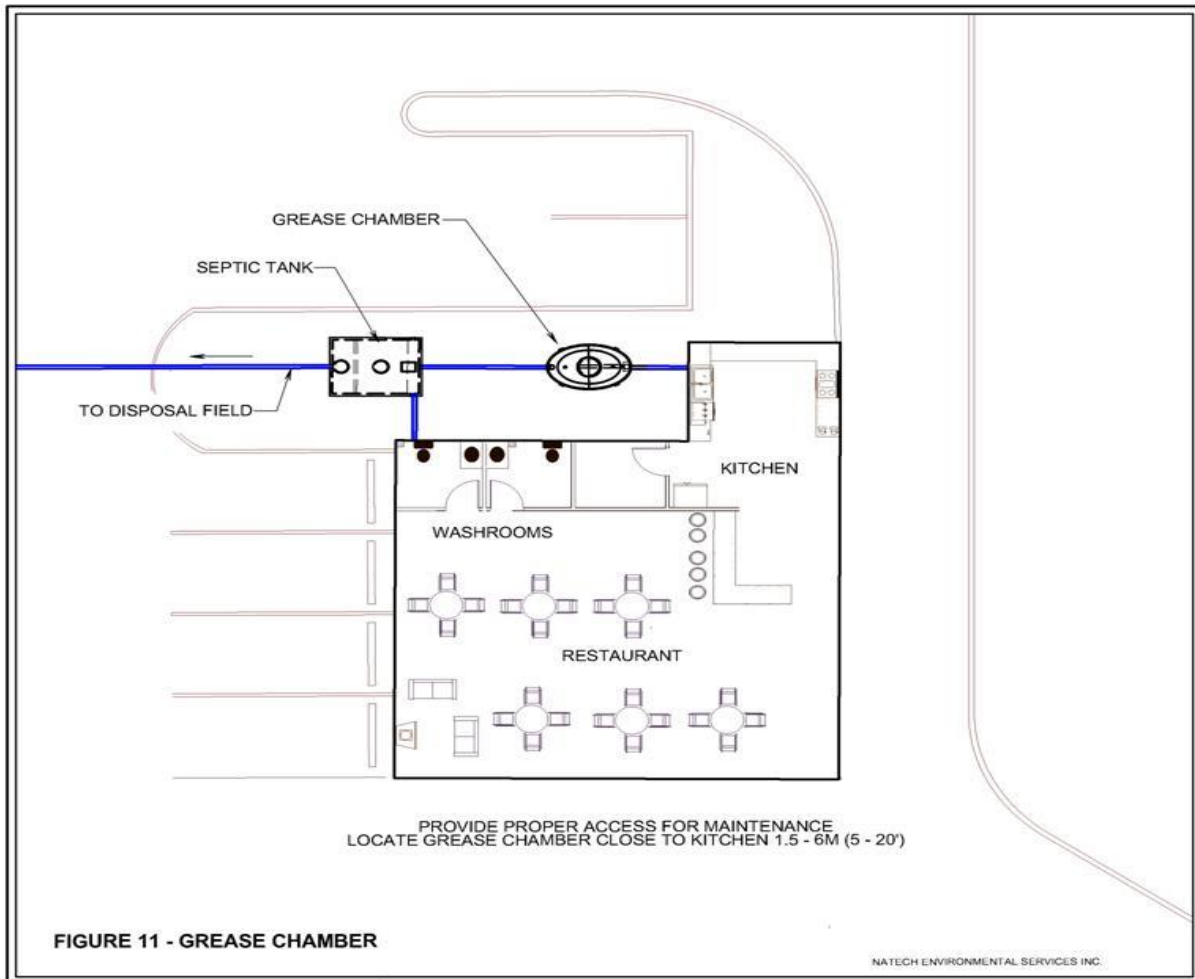 GREASE CHAMBER
SEPTIC TANK
TO DISPOSAL FIELD
KITCHEN
WASHROOMS
RESTAURANT
PROVIDE PROPER ACCESS FOR MAINTENANCE
LOCATE GREASE CHAMBER CLOSE TO KITCHEN 1.5 - 6M (5 - 20')
FIGURE 11 - GREASE CHAMBER
NATECH ENVIRONMENTAL SERVICES INC.